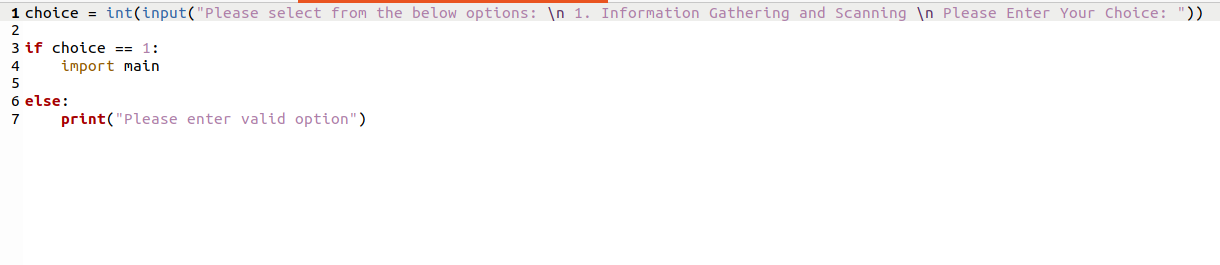 1 choice = int(input("Please select from the below options: \n 1. Information Gathering and Scanning \n Please Enter Your Choice: "))
2
3 if choice == 1:
4     import main
5
6 else:
7     print("Please enter valid option")